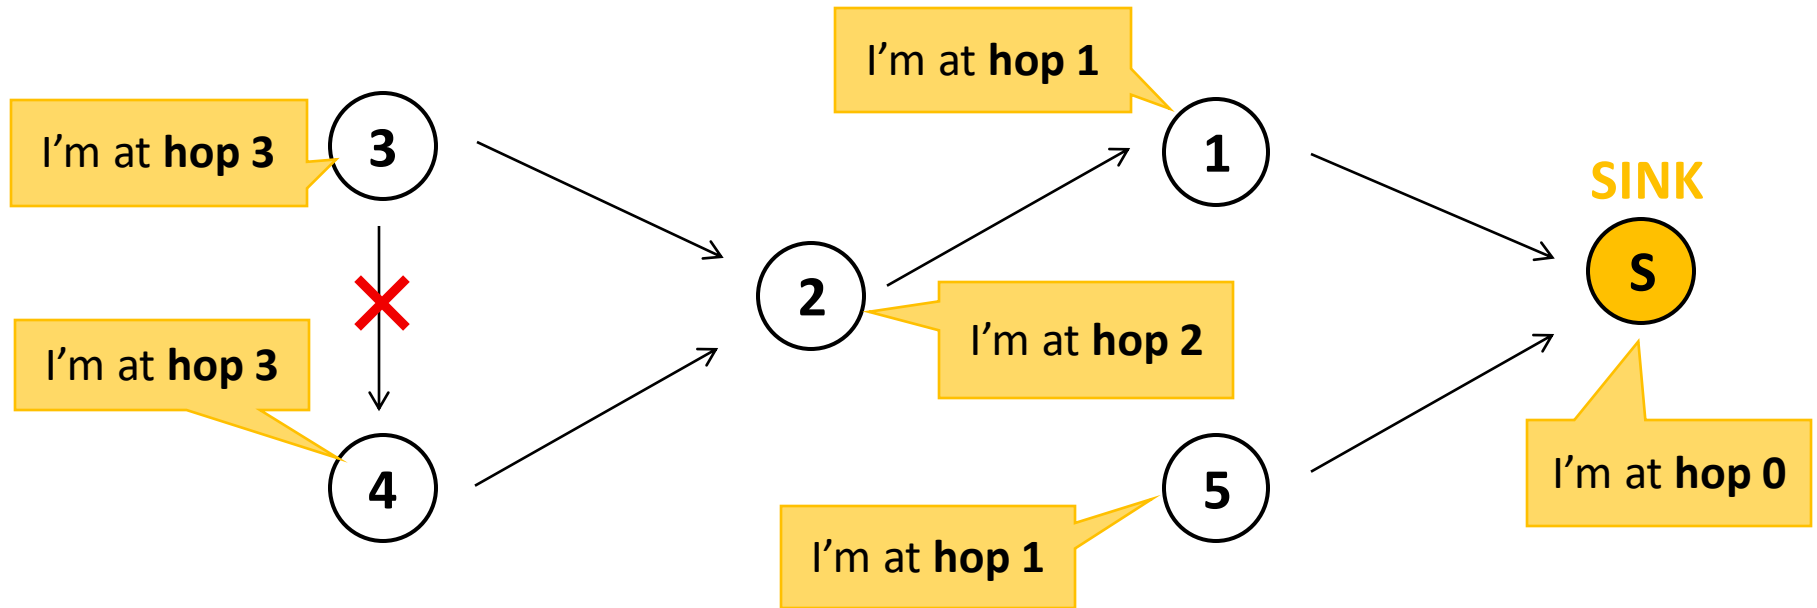 I’m at hop 1
I’m at hop 3
3
1
SINK
S
2
I’m at hop 2
I’m at hop 3
4
5
I’m at hop 0
I’m at hop 1